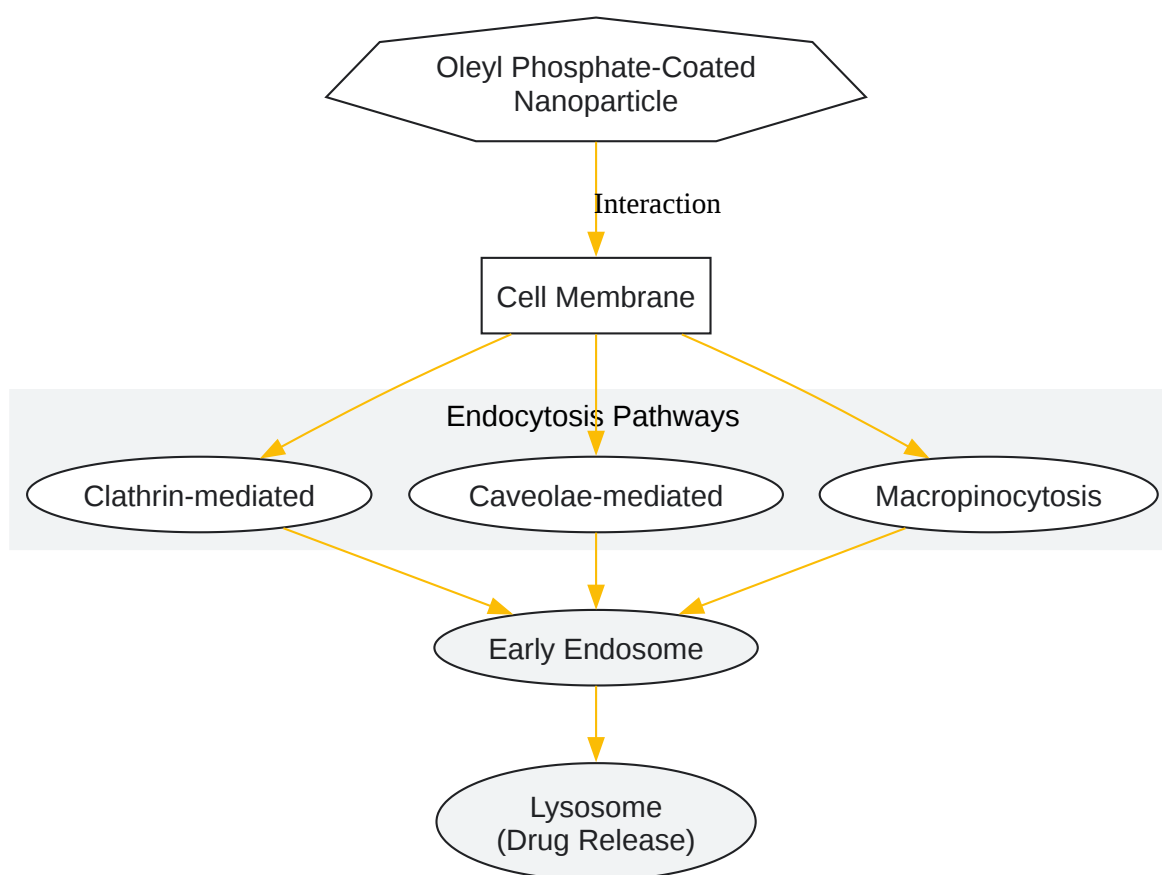 Oleyl Phosphate-Coated
Nanoparticle
Interaction
Cell Membrane
Endocytosis Pathways
Clathrin-mediated
Caveolae-mediated
Macropinocytosis
Early Endosome
Lysosome
(Drug Release)